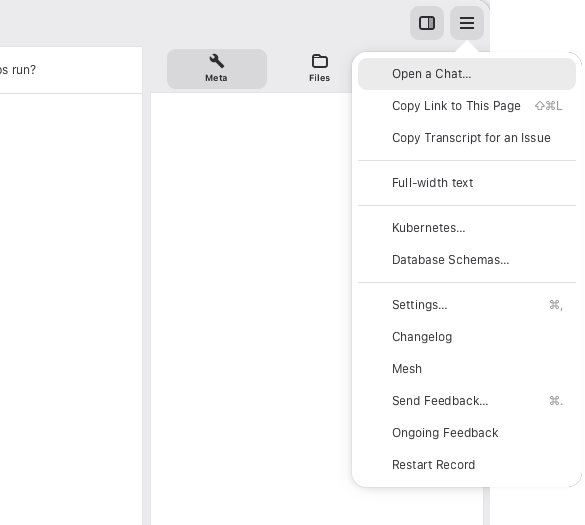 os run?
Meta
Files
Open a Chat…
Copy Link to This Page ⇧⌘L
Copy Transcript for an Issue
Full-width text
Kubernetes…
Database Schemas…
Settings… ⌘,
Changelog
Mesh
Send Feedback… ⌘.
Ongoing Feedback
Restart Record